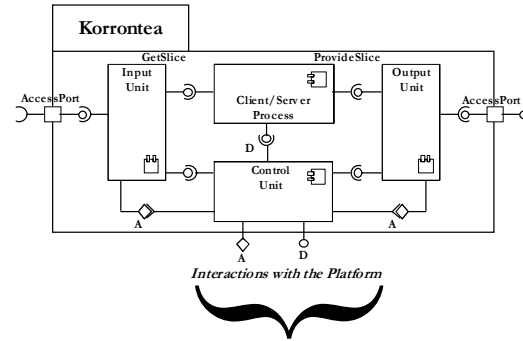 Korrontea
GetSlice
ProvideSlice
Input
Unit
Client/Server
Process
Output
Unit
AccessPort
AccessPort
D
Control
Unit
A
A
A
D
Interactions with the Platform